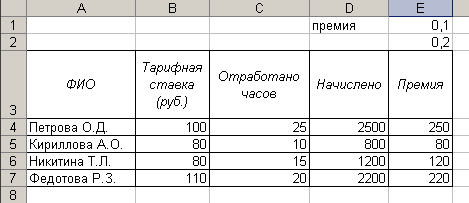 A B C D E
1 премия 0,1
2 0,2
3 ФИО Тарифная ставка (руб.) Отработано часов Начислено Премия
4 Петрова О.Д. 100 25 2500 250
5 Кириллова А.О. 80 10 800 80
6 Никитина Т.Л. 80 15 1200 120
7 Федотова Р.З. 110 20 2200 220
8